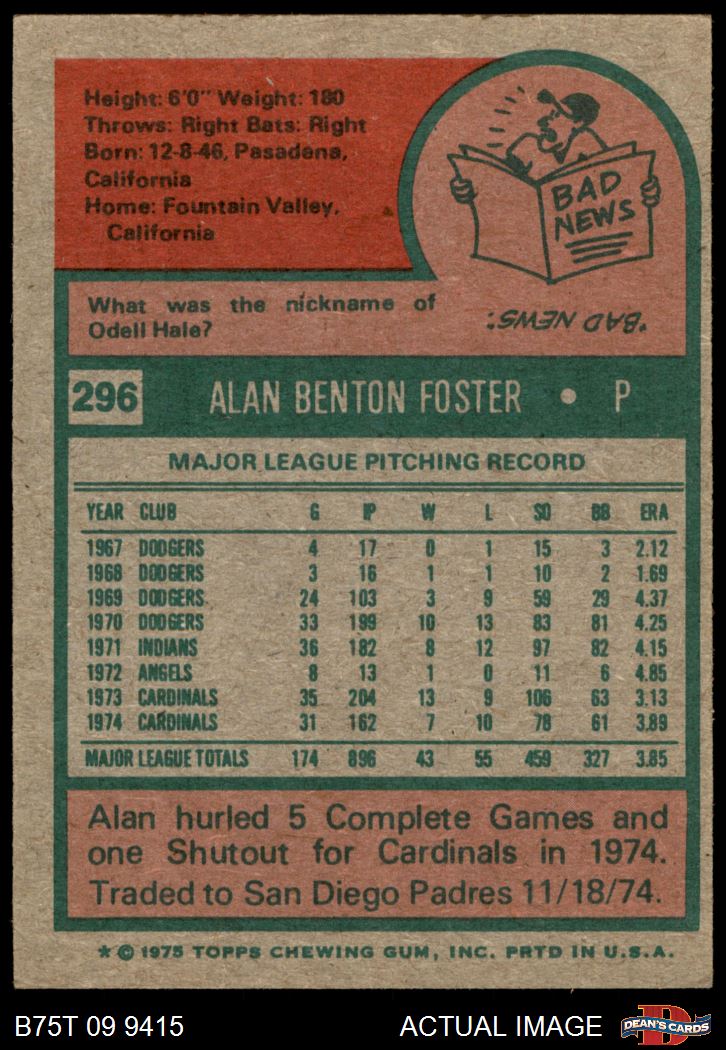 Height: 6'0" Weight: 180
Throws: Right Bats: Right
Born: 12-8-46, Pasadena,
California
Home: Fountain Valley,
California
BAD
NEWS
What was the nickname of
Odell Hale?
'BAD NEWS.'
296 ALAN BENTON FOSTER • P
MAJOR LEAGUE PITCHING RECORD
YEAR CLUB G IP W L SO BB ERA
1967 DODGERS 4 17 0 1 15 3 2.12
1968 DODGERS 3 16 1 1 10 2 1.69
1969 DODGERS 24 103 3 9 59 29 4.37
1970 DODGERS 33 199 10 13 83 81 4.25
1971 INDIANS 36 182 8 12 97 82 4.15
1972 ANGELS 8 13 1 0 11 6 4.85
1973 CARDINALS 35 204 13 9 106 63 3.13
1974 CARDINALS 31 162 7 10 78 61 3.89
MAJOR LEAGUE TOTALS 174 896 43 55 459 327 3.85
Alan hurled 5 Complete Games and
one Shutout for Cardinals in 1974.
Traded to San Diego Padres 11/18/74.
* © 1975 TOPPS CHEWING GUM, INC. PRTD IN U.S.A.
B75T 09 9415 ACTUAL IMAGE
DEAN'S CARDS